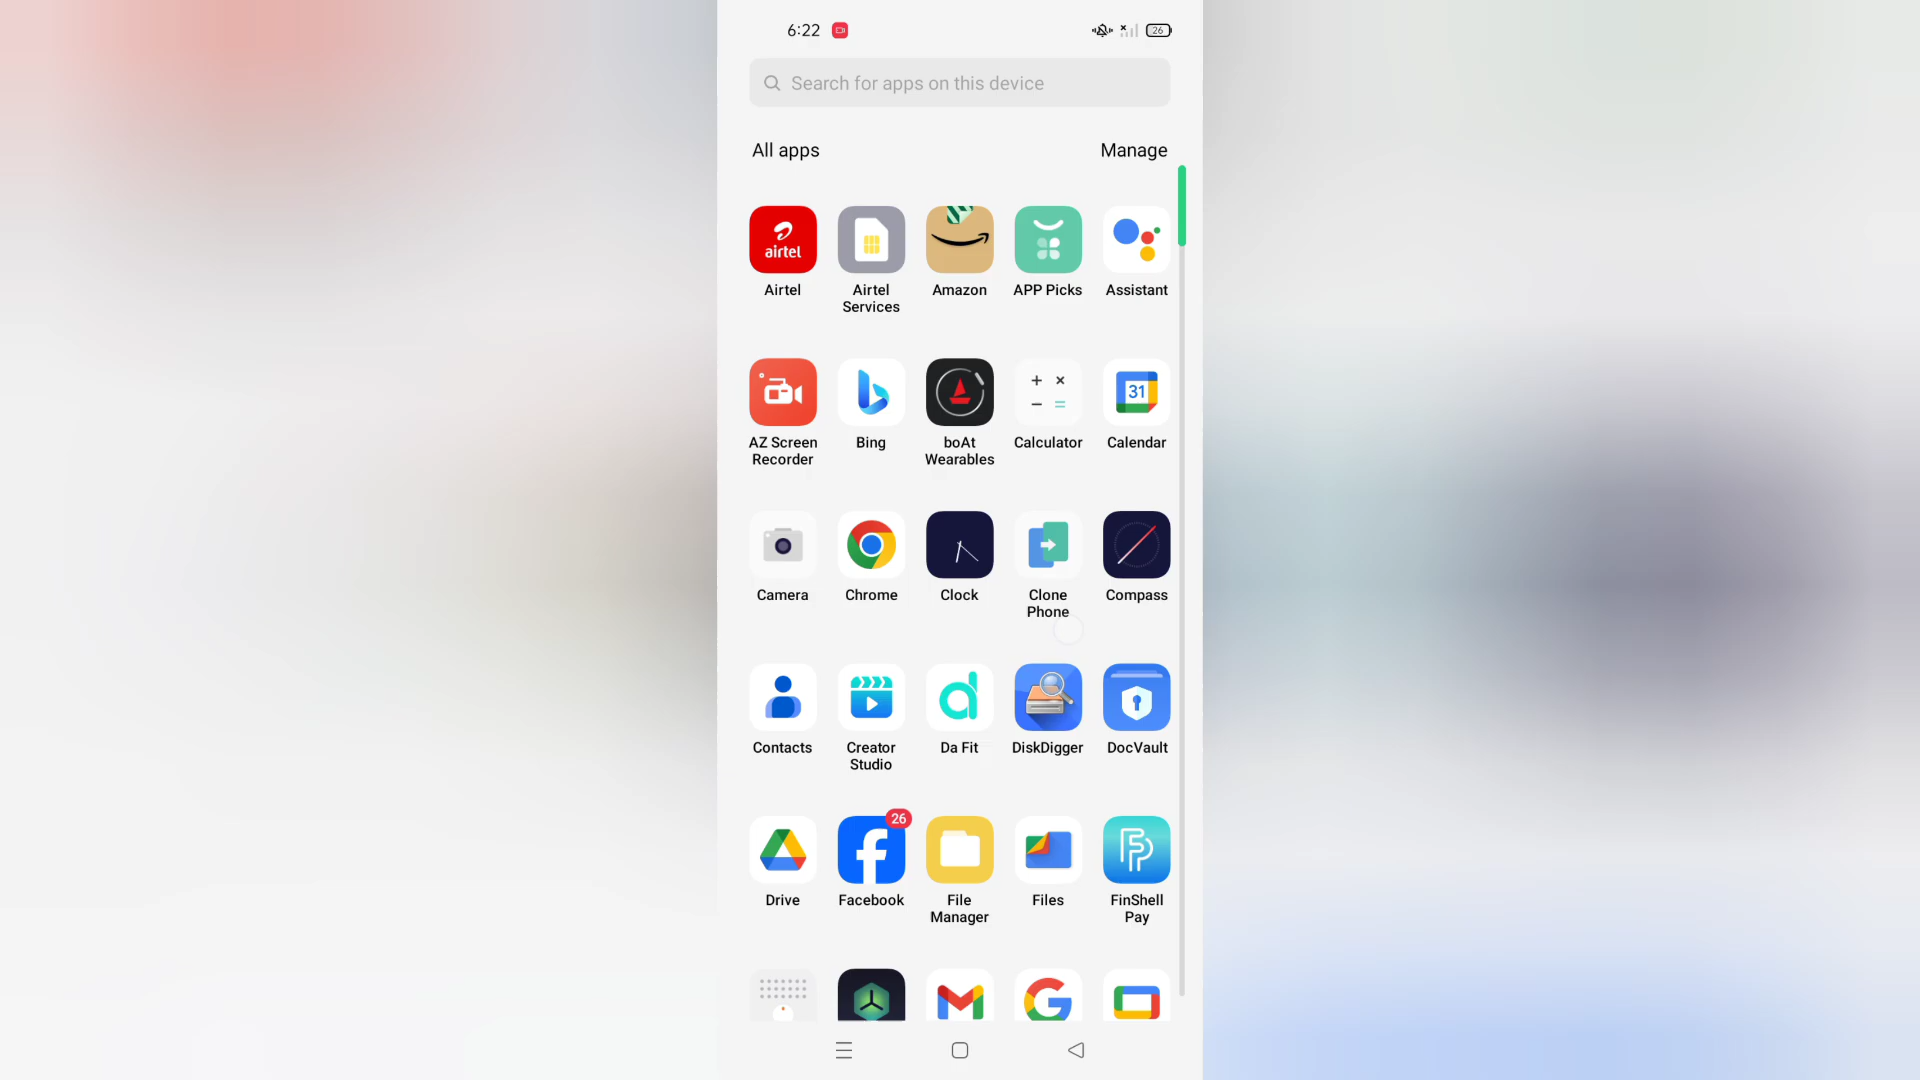 6:22
26
Search for apps on this device
All apps
Manage
airtel
Airtel
Airtel
Services
Amazon
APP Picks
Assistant
AZ Screen
Recorder
Bing
boAt
Wearables
Calculator
31
Calendar
Camera
Chrome
Clock
Clone
Phone
Compass
Contacts
Creator
Studio
Da Fit
DiskDigger
DocVault
Drive
26
Facebook
File
Manager
Files
FinShell
Pay